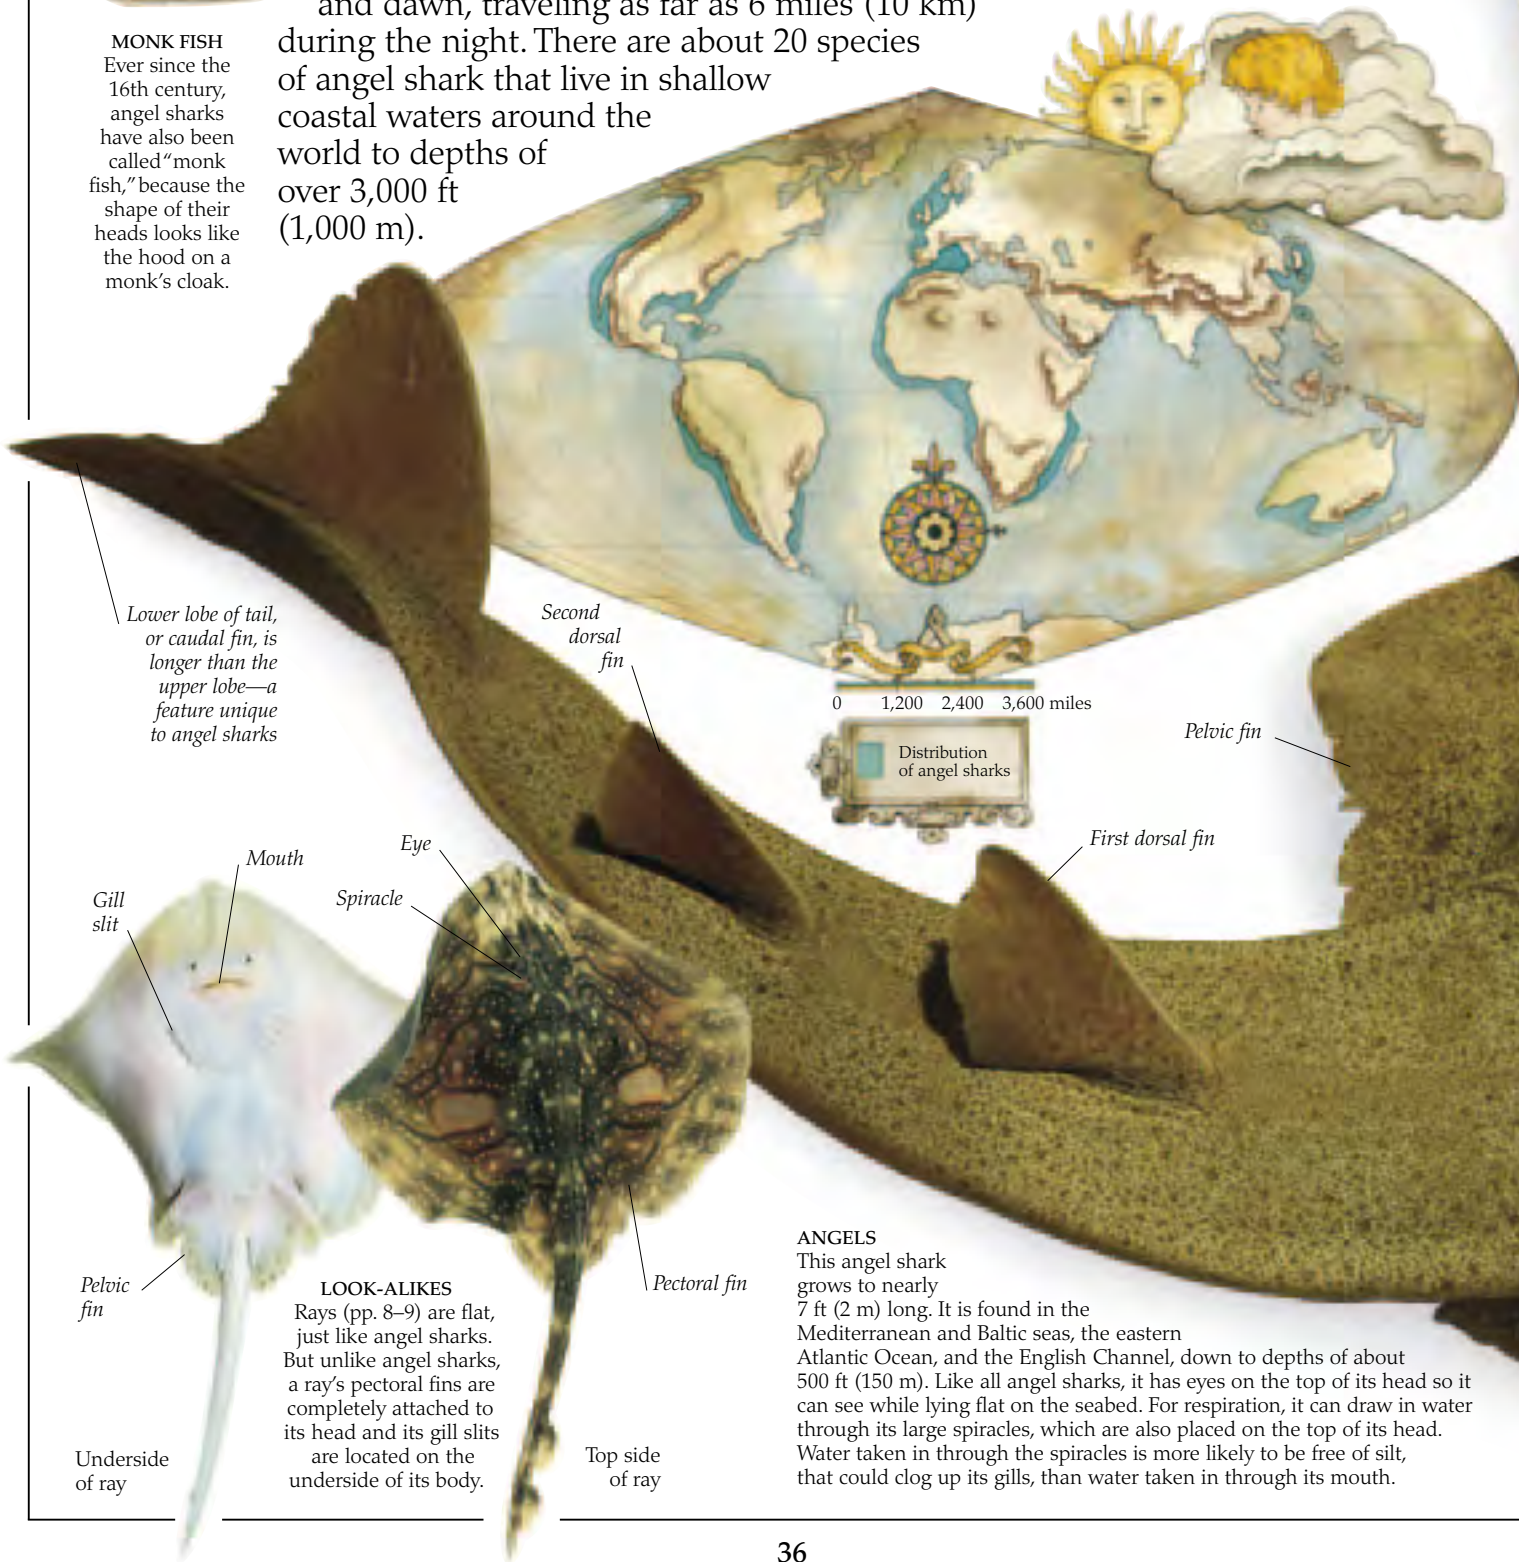 and dawn, traveling as far as 6 miles (10 km)
during the night. There are about 20 species
of angel shark that live in shallow
coastal waters around the
world to depths of
over 3,000 ft
(1,000 m).
MONK FISH
Ever since the
16th century,
angel sharks
have also been
called “monk
fish,” because the
shape of their
heads looks like
the hood on a
monk’s cloak.
Lower lobe of tail,
or caudal fin, is
longer than the
upper lobe—a
feature unique
to angel sharks
Second
dorsal
fin
0 1,200 2,400 3,600 miles
Distribution
of angel sharks
Pelvic fin
First dorsal fin
Mouth
Eye
Gill
slit
Spiracle
Pelvic
fin
Pectoral fin
LOOK-ALIKES
Rays (pp. 8–9) are flat,
just like angel sharks.
But unlike angel sharks,
a ray’s pectoral fins are
completely attached to
its head and its gill slits
are located on the
underside of its body.
Underside
of ray
Top side
of ray
ANGELS
This angel shark
grows to nearly
7 ft (2 m) long. It is found in the
Mediterranean and Baltic seas, the eastern
Atlantic Ocean, and the English Channel, down to depths of about
500 ft (150 m). Like all angel sharks, it has eyes on the top of its head so it
can see while lying flat on the seabed. For respiration, it can draw in water
through its large spiracles, which are also placed on the top of its head.
Water taken in through the spiracles is more likely to be free of silt,
that could clog up its gills, than water taken in through its mouth.
36